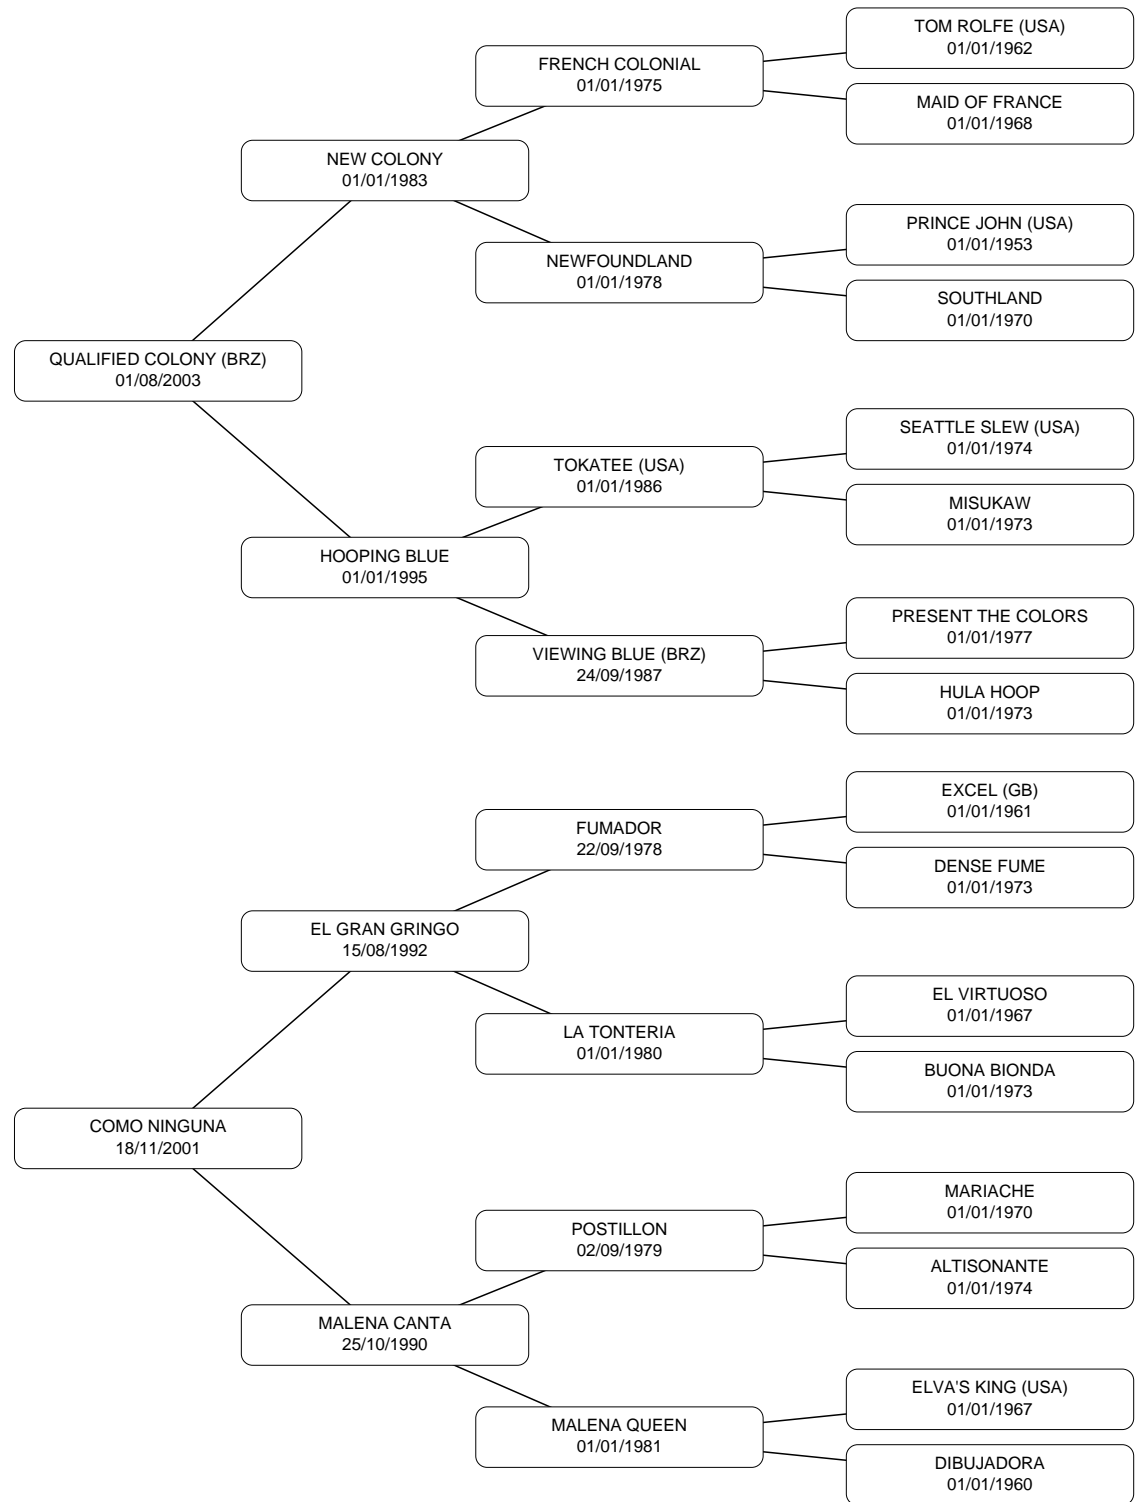 TOM ROLFE (USA)
01/01/1962
FRENCH COLONIAL
01/01/1975
MAID OF FRANCE
01/01/1968
NEW COLONY
01/01/1983
PRINCE JOHN (USA)
01/01/1953
NEWFOUNDLAND
01/01/1978
SOUTHLAND
01/01/1970
QUALIFIED COLONY (BRZ)
01/08/2003
SEATTLE SLEW (USA)
01/01/1974
TOKATEE (USA)
01/01/1986
MISUKAW
01/01/1973
HOOPING BLUE
01/01/1995
PRESENT THE COLORS
01/01/1977
VIEWING BLUE (BRZ)
24/09/1987
HULA HOOP
01/01/1973
EXCEL (GB)
01/01/1961
FUMADOR
22/09/1978
DENSE FUME
01/01/1973
EL GRAN GRINGO
15/08/1992
EL VIRTUOSO
01/01/1967
LA TONTERIA
01/01/1980
BUONA BIONDA
01/01/1973
COMO NINGUNA
18/11/2001
MARIACHE
01/01/1970
POSTILLON
02/09/1979
ALTISONANTE
01/01/1974
MALENA CANTA
25/10/1990
ELVA'S KING (USA)
01/01/1967
MALENA QUEEN
01/01/1981
DIBUJADORA
01/01/1960